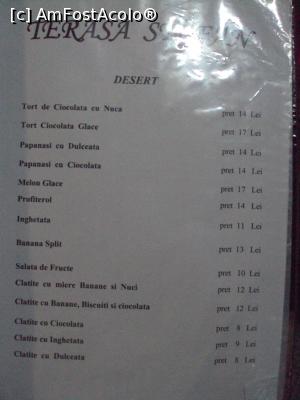 [c] AmFostAcolo®
TERASA
DESERT
Tort de Ciocolata cu Nuca pret 14 Lei
Tort Ciocolata Glace pret 17 Lei
Papanasi cu Dulceata pret 14 Lei
Papanasi cu Ciocolata pret 14 Lei
Melon Glace pret 17 Lei
Profiterol pret 14 Lei
Inghetata pret 11 Lei
Banana Split pret 13 Lei
Salata de Fructe pret 10 Lei
Clatite cu miere Banane si Nuci pret 12 Lei
Clatite cu Banane, Biscuiti si ciocolata pret 12 Lei
Clatite cu Ciocolata pret 8 Lei
Clatite cu Inghetata pret 9 Lei
Clatite cu Dulceata pret 8 Lei